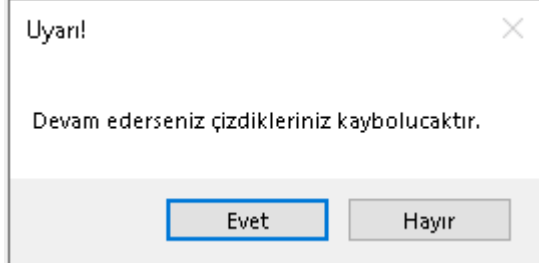 Uyarı!
Devam ederseniz çizdikleriniz kaybolucaktır.
Evet
Hayır